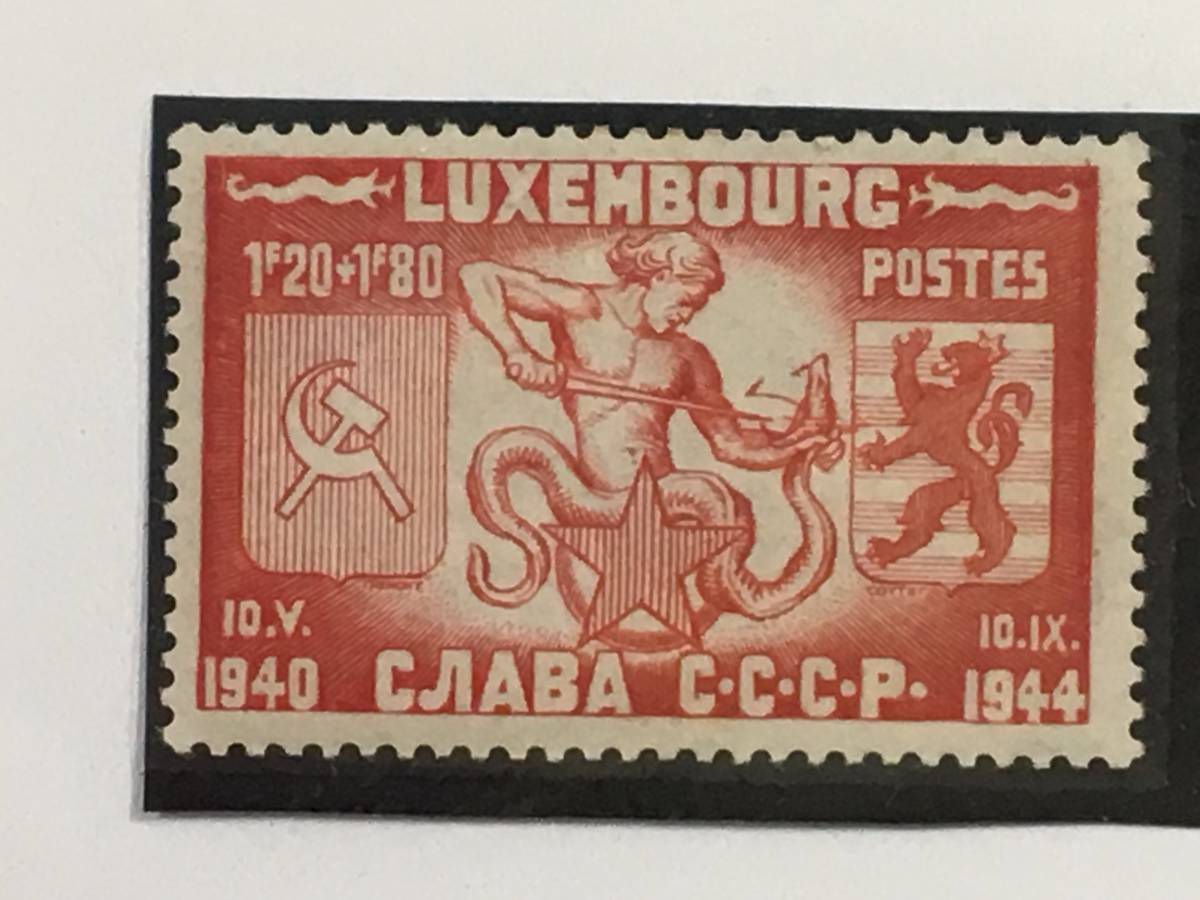 LUXEMBOURG
1F20+1F80 POSTES
10.V. 10.IX.
1940 СЛАВА С·С·С·Р· 1944